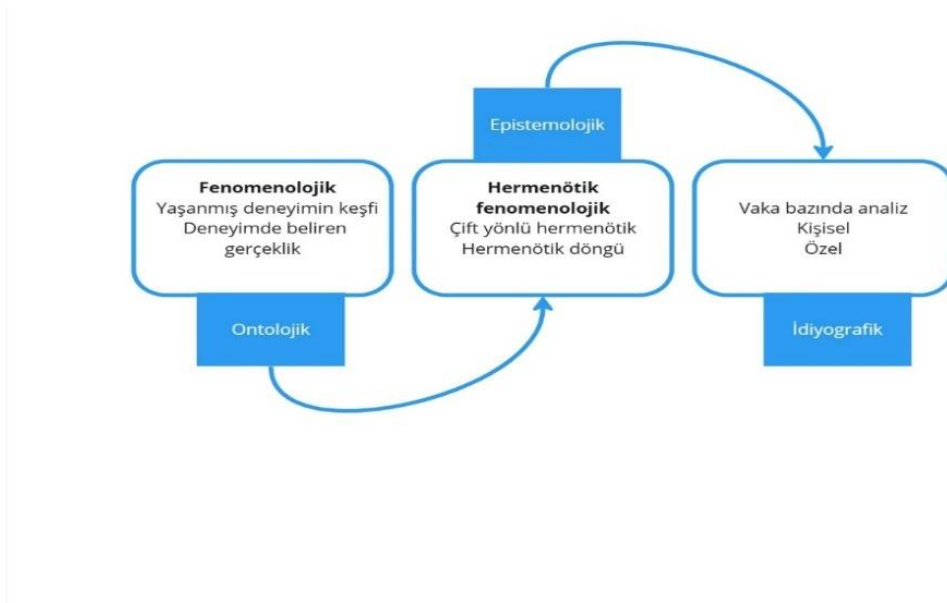 Epistemolojik
Fenomenolojik
Yaşanmış deneyimin keşfi
Deneyimde beliren
gerçeklik
Ontolojik
Hermenötik
fenomenolojik
Çift yönlü hermenötik
Hermenötik döngü
Vaka bazında analiz
Kişisel
Özel
İdiyografik